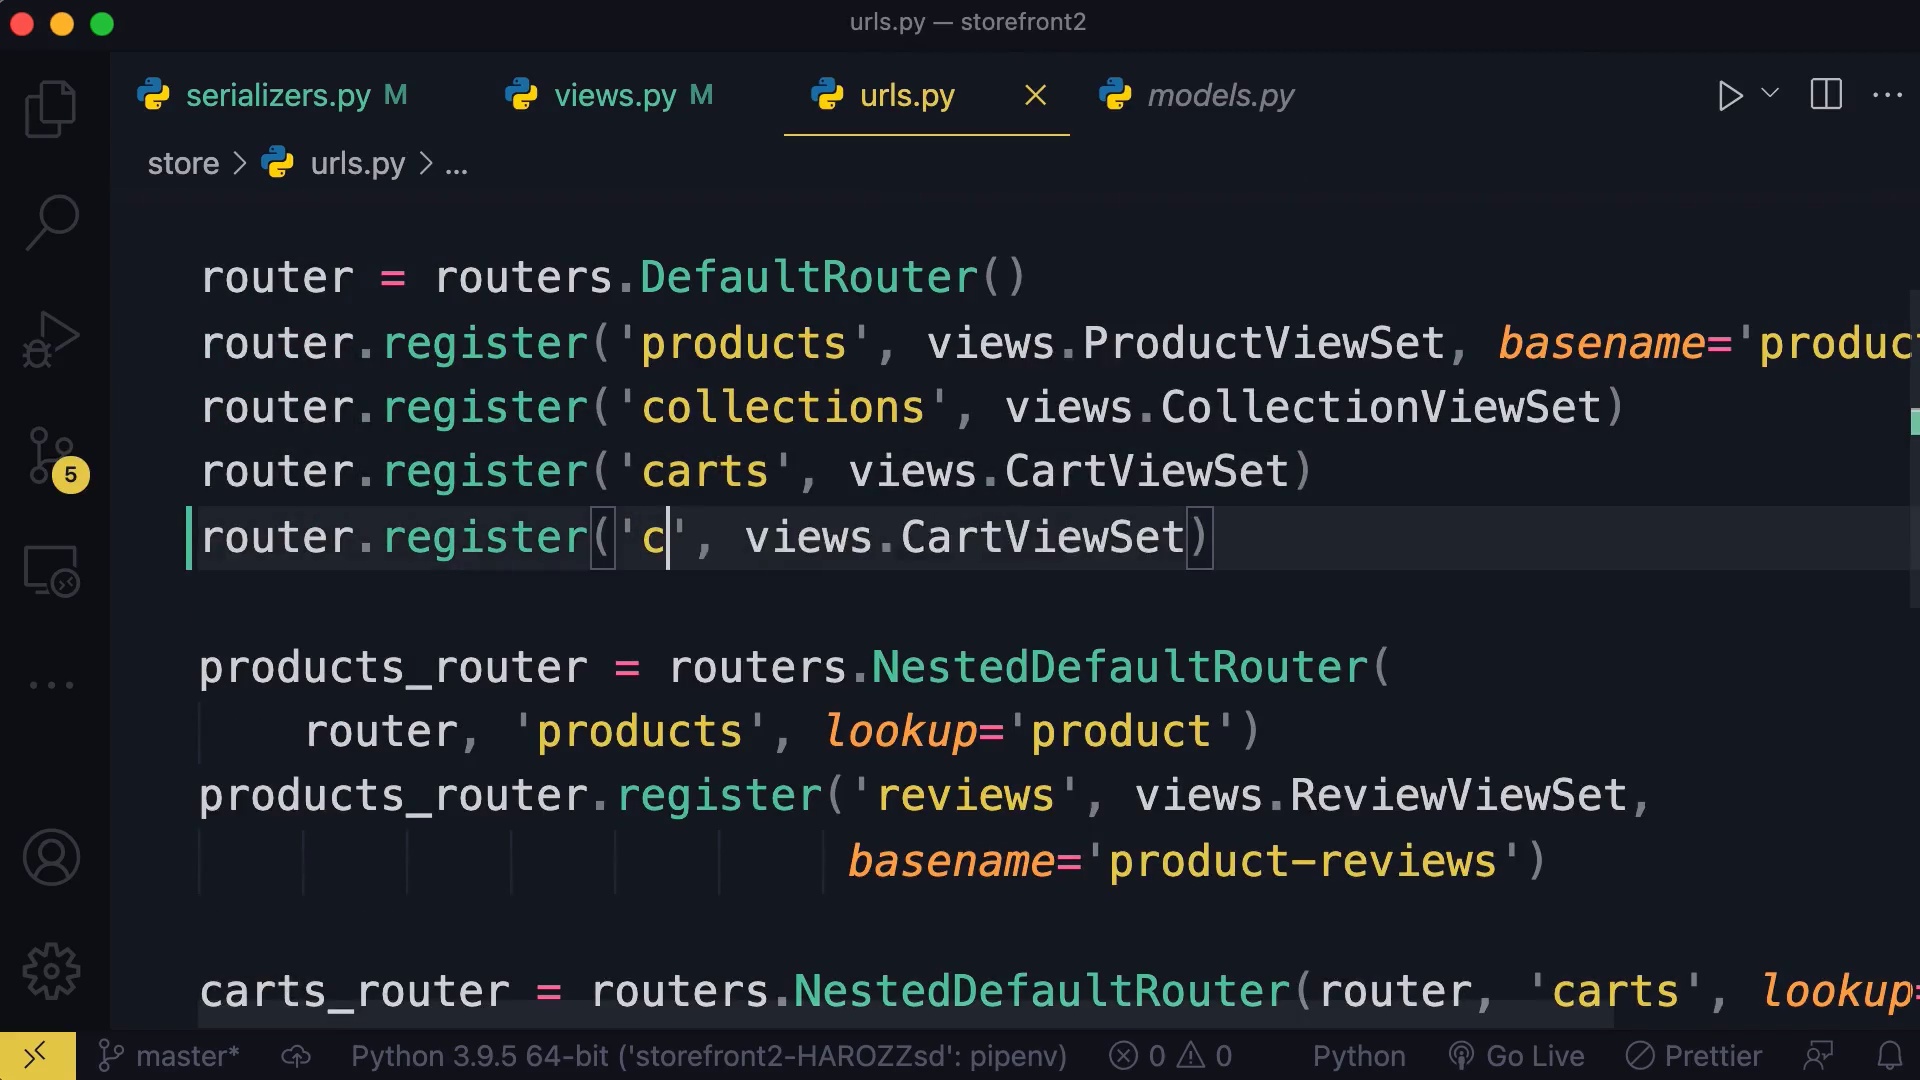 urls.py — storefront2
serializers.py M views.py M urls.py models.py
store > urls.py > ...
router = routers.DefaultRouter()
router.register('products', views.ProductViewSet, basename='product
router.register('collections', views.CollectionViewSet)
router.register('carts', views.CartViewSet)
router.register('c', views.CartViewSet)
products_router = routers.NestedDefaultRouter(
router, 'products', lookup='product')
products_router.register('reviews', views.ReviewViewSet,
basename='product-reviews')
carts_router = routers.NestedDefaultRouter(router, 'carts', lookup=
5
master* Python 3.9.5 64-bit ('storefront2-HAROZZsd': pipenv) 0 0 Python Go Live Prettier